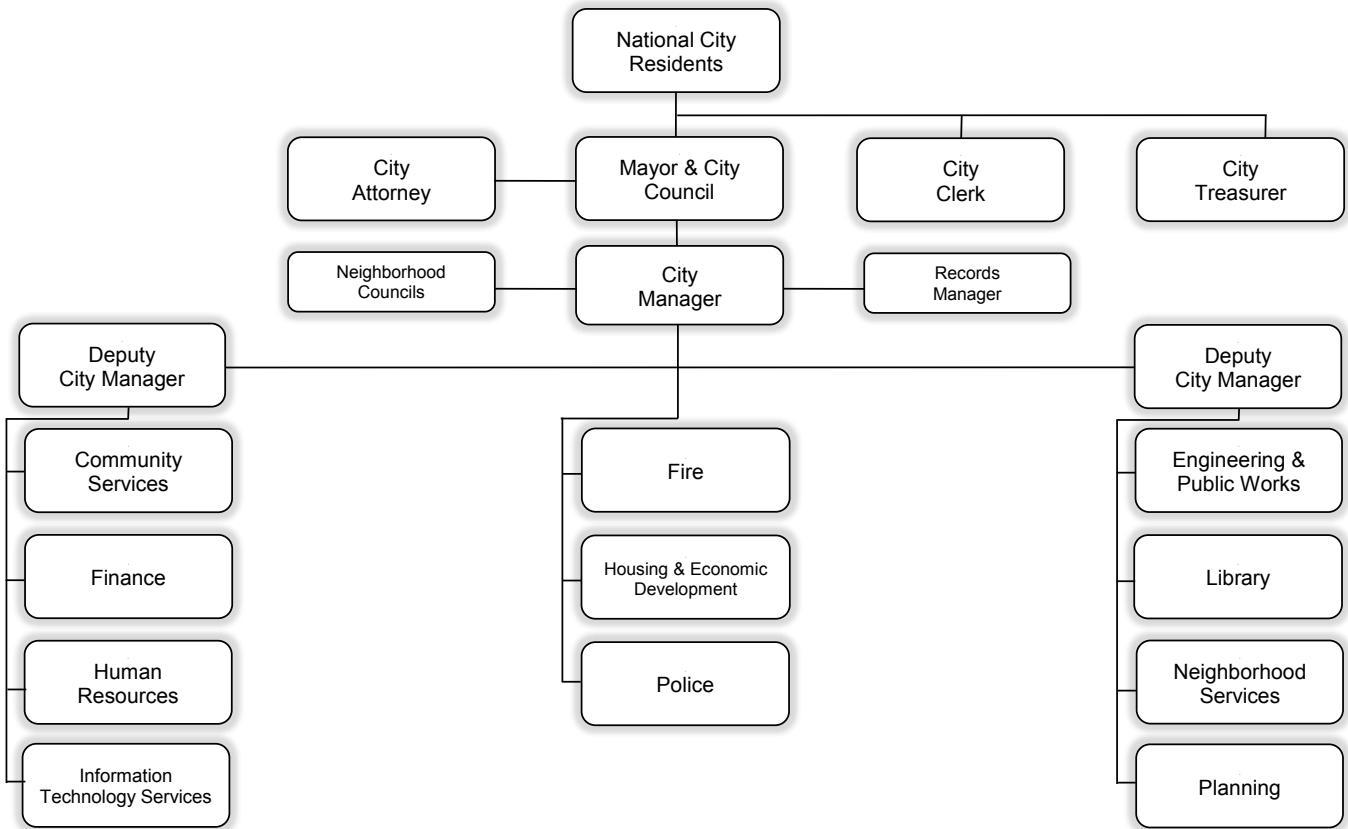 National City
Residents
City
Attorney
Mayor & City
Council
City
Clerk
City
Treasurer
Neighborhood
Councils
City
Manager
Records
Manager
Deputy
City Manager
Deputy
City Manager
Community
Services
Finance
Human
Resources
Information
Technology Services
Fire
Housing & Economic
Development
Police
Engineering &
Public Works
Library
Neighborhood
Services
Planning